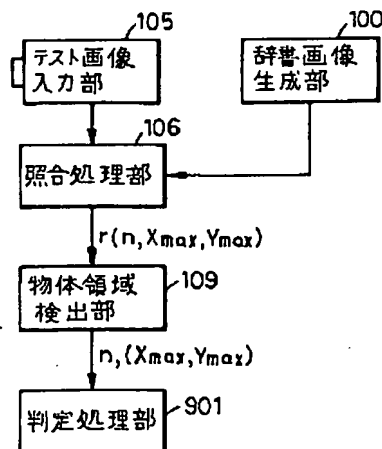 105
テスト画像
入力部
100
辞書画像
生成部
106
照合処理部
r(n,Xmax,Ymax)
物体領域
検出部
109
n,(Xmax,Ymax)
判定処理部
901